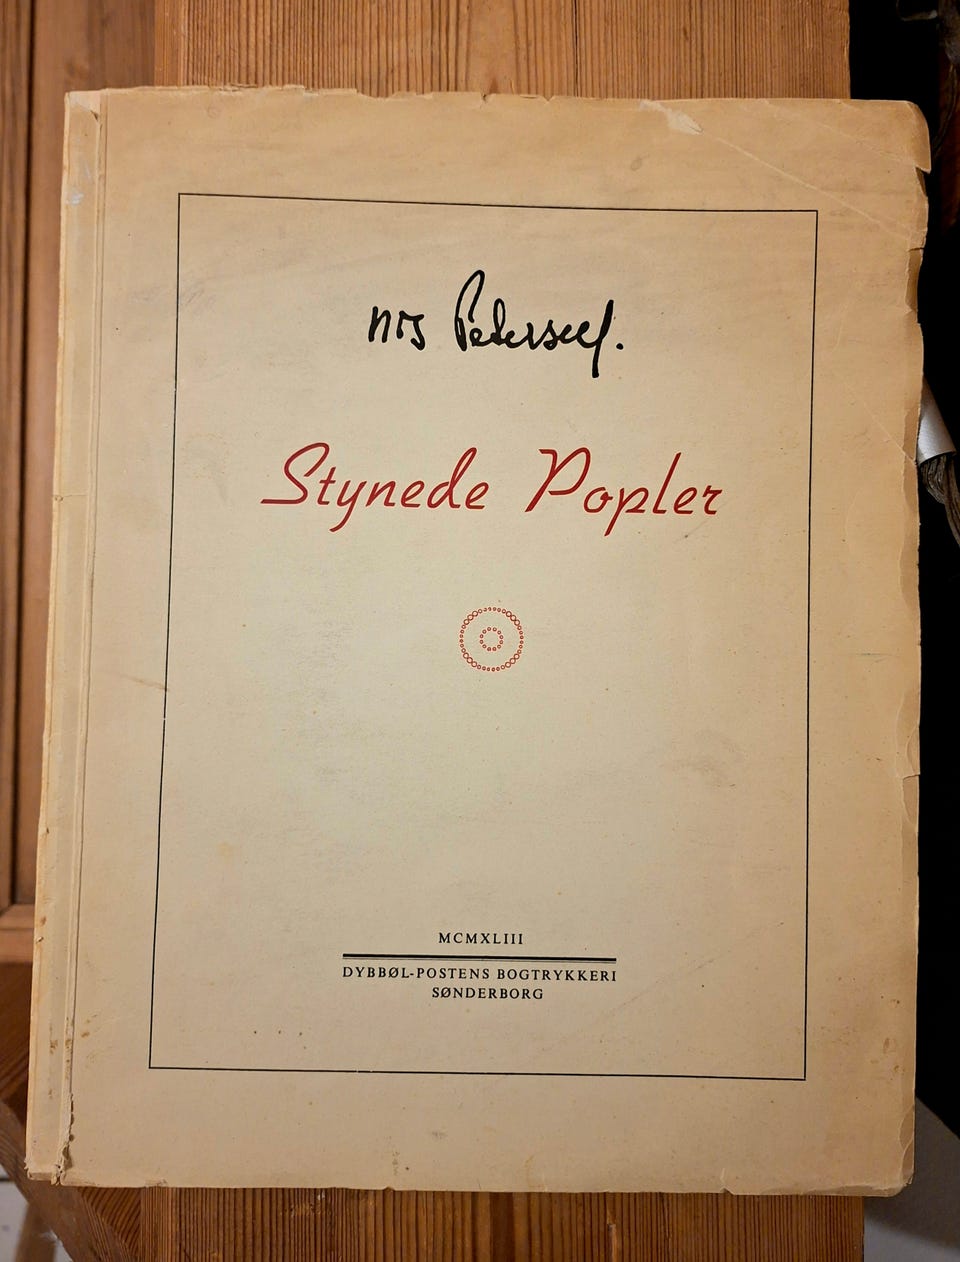 Nis Petersen.
Stynede Popler
MCMXLIII
DYBBØL-POSTENS BOGTRYKKERI
SØNDERBORG